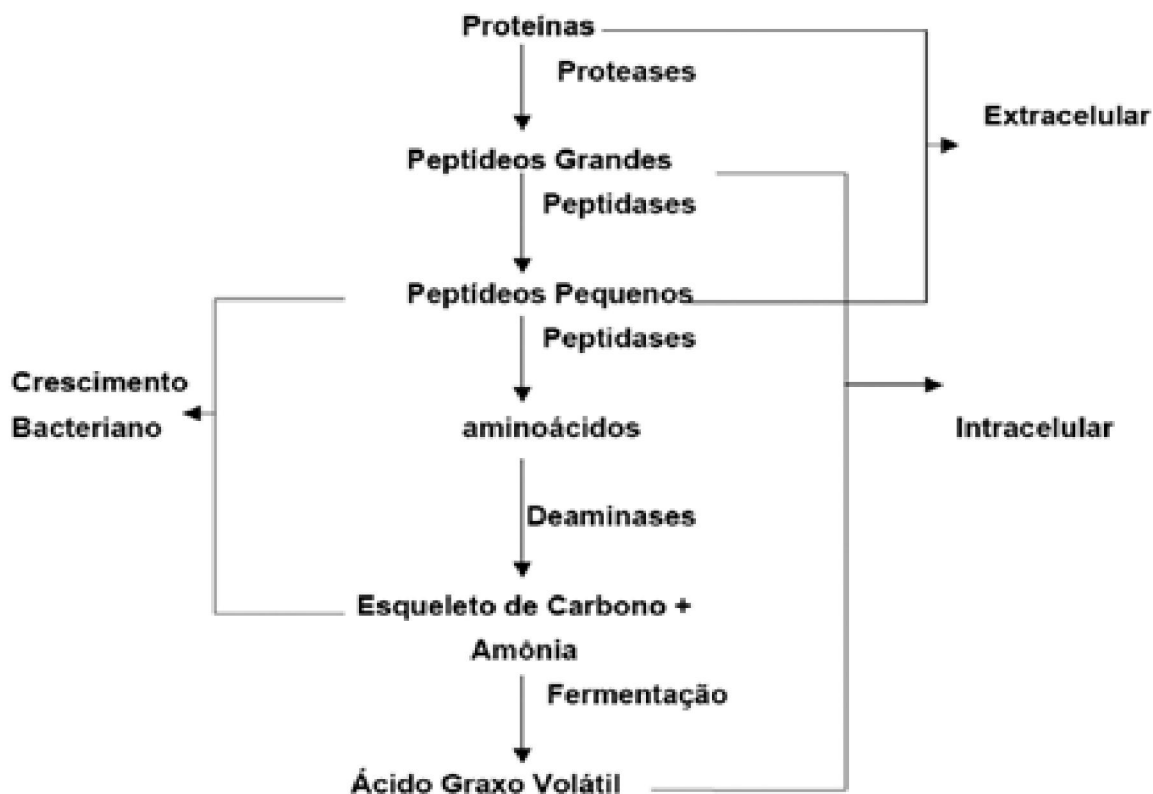 Proteínas
Proteases
Extracelular
Peptídeos Grandes
Peptidases
Peptídeos Pequenos
Peptidases
Crescimento
Bacteriano
aminoácidos
Intracelular
Deaminases
Esqueleto de Carbono +
Amônia
Fermentação
Ácido Graxo Volátil